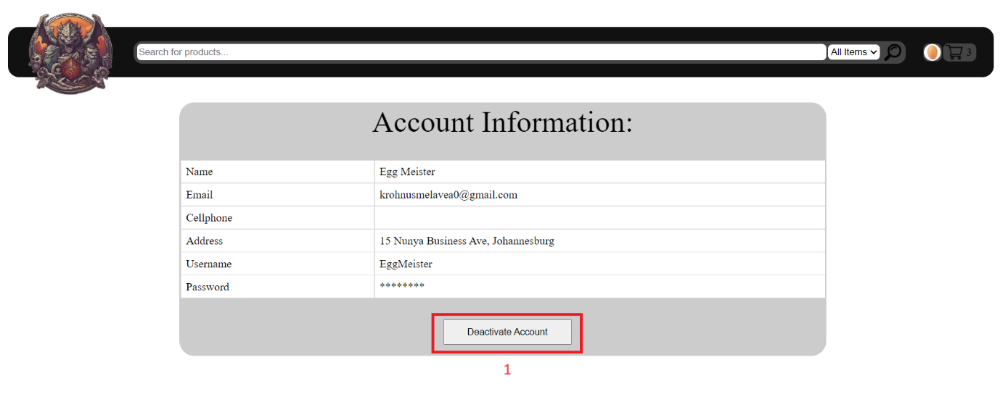 Search for products... All Items 3
Account Information:
Name Egg Meister
Email krohnusmelavea0@gmail.com
Cellphone
Address 15 Nunya Business Ave, Johannesburg
Username EggMeister
Password ********
Deactivate Account
1